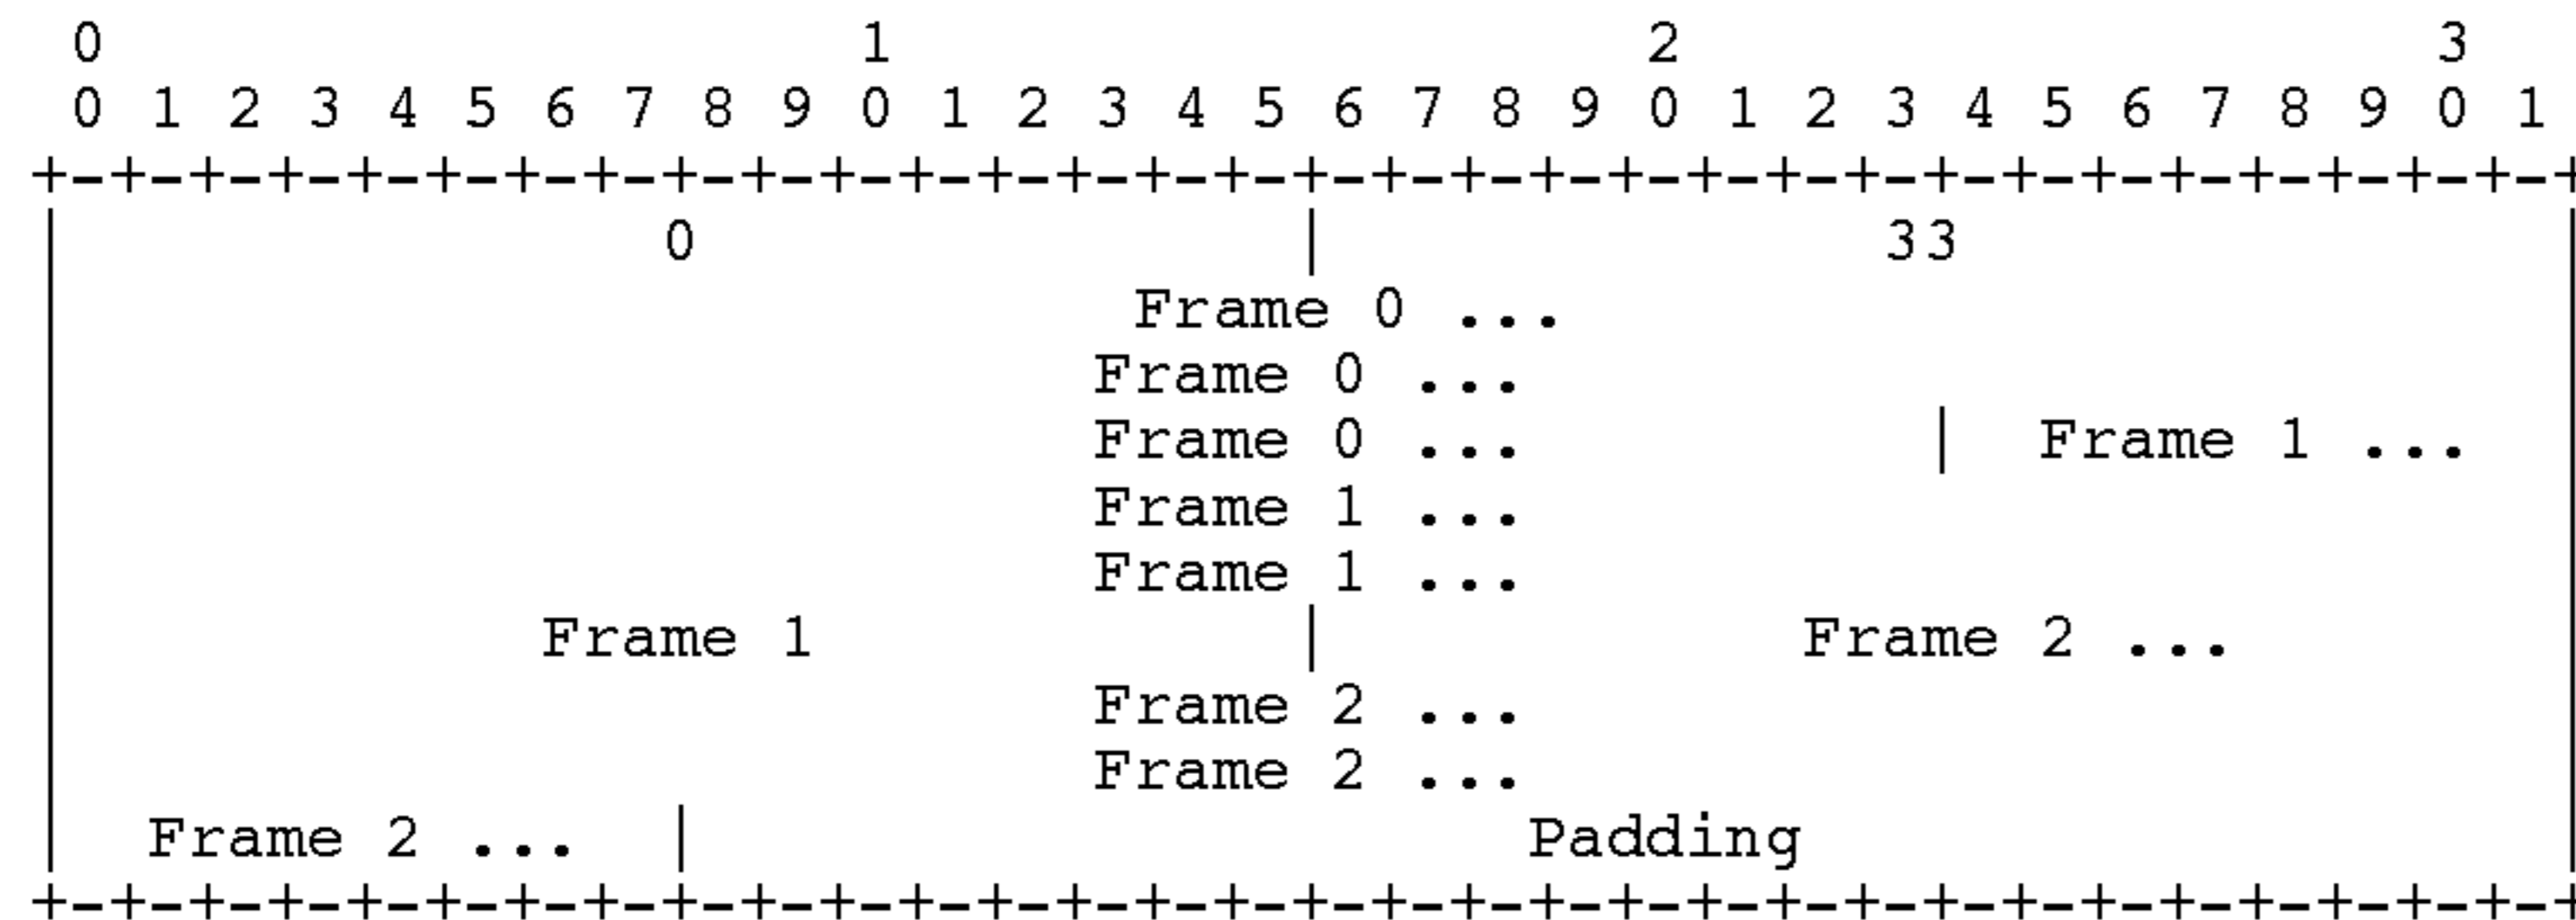 0                   1                   2                   3
0 1 2 3 4 5 6 7 8 9 0 1 2 3 4 5 6 7 8 9 0 1 2 3 4 5 6 7 8 9 0 1
+-+-+-+-+-+-+-+-+-+-+-+-+-+-+-+-+-+-+-+-+-+-+-+-+-+-+-+-+-+-+-+-+
|               0               |              33               |
|                           Frame 0 ...                         |
|                          Frame 0 ...                          |
|                          Frame 0 ...          |  Frame 1 ...  |
|                          Frame 1 ...                          |
|                          Frame 1 ...                          |
|            Frame 1            |            Frame 2 ...        |
|                          Frame 2 ...                          |
|                          Frame 2 ...                          |
|  Frame 2 ...  |                     Padding                   |
+-+-+-+-+-+-+-+-+-+-+-+-+-+-+-+-+-+-+-+-+-+-+-+-+-+-+-+-+-+-+-+-+